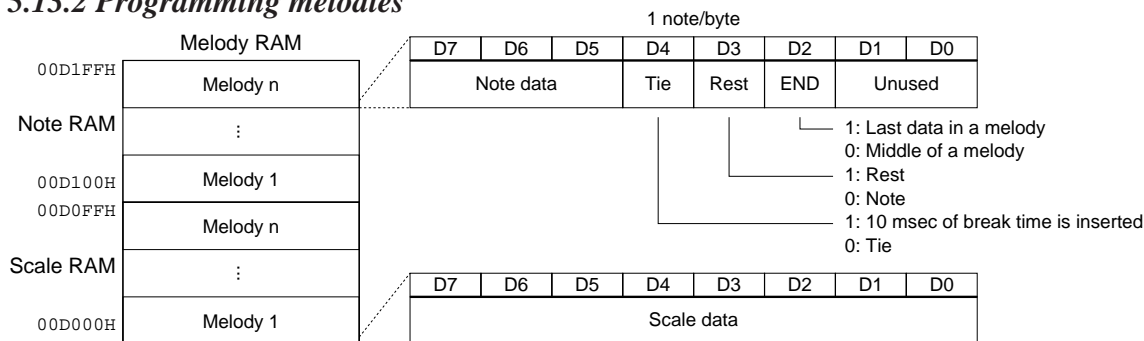 5.13.2 Programming melodies
1 note/byte
Melody RAM
D7 D6 D5 D4 D3 D2 D1 D0
00D1FFH
Melody n
Note data Tie Rest END Unused
Note RAM
⋮
1: Last data in a melody
0: Middle of a melody
00D100H
Melody 1
1: Rest
0: Note
00D0FFH
Melody n
1: 10 msec of break time is inserted
0: Tie
Scale RAM
⋮
D7 D6 D5 D4 D3 D2 D1 D0
00D000H
Melody 1
Scale data